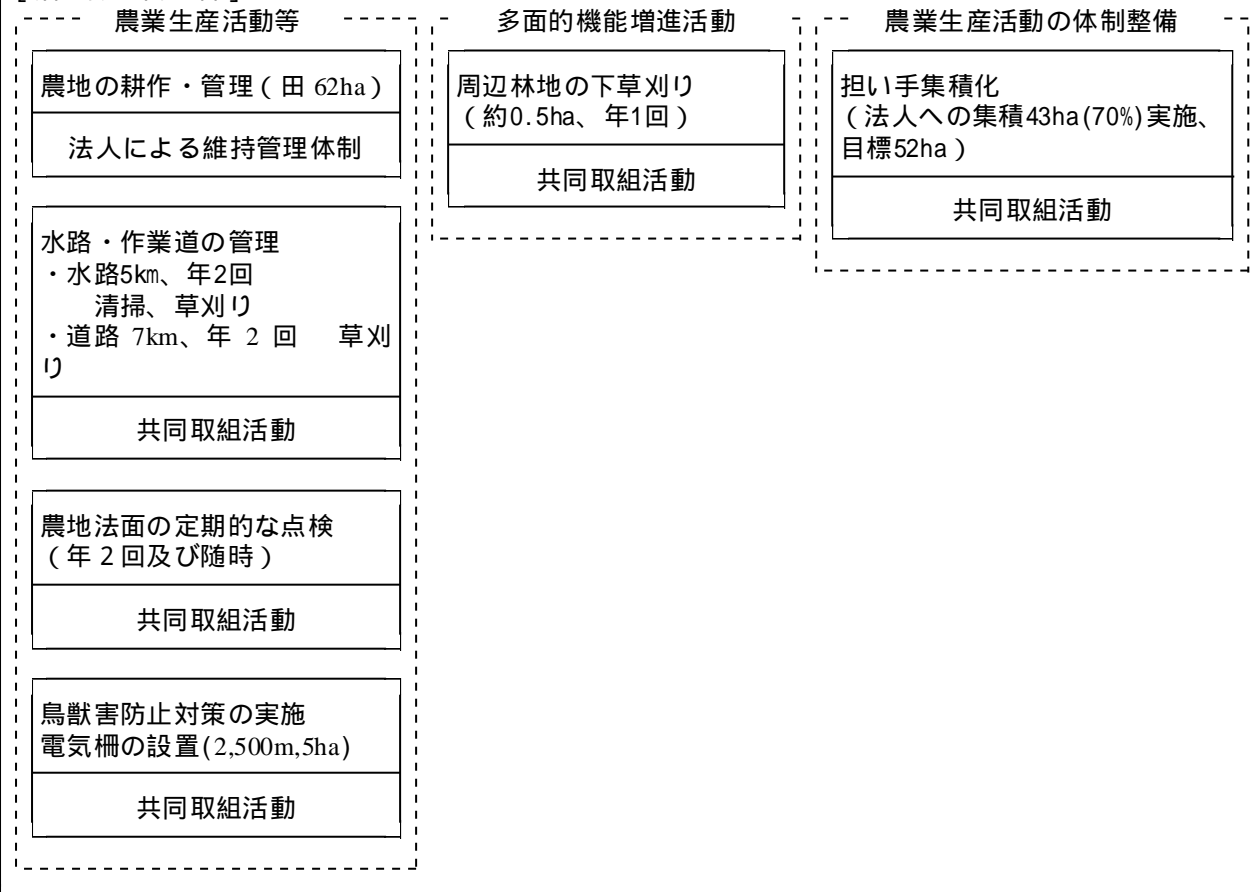 農業生産活動等
農地の耕作・管理(田 62ha)
法人による維持管理体制
水路・作業道の管理
・水路5km、年2回
清掃、草刈り
・道路 7km、年 2 回 草刈
り
共同取組活動
農地法面の定期的な点検
(年2回及び随時)
共同取組活動
鳥獣害防止対策の実施
電気柵の設置(2,500m,5ha)
共同取組活動
多面的機能増進活動
周辺林地の下草刈り
(約0.5ha、年1回)
共同取組活動
農業生産活動の体制整備
担い手集積化
(法人への集積43ha(70%)実施、
目標52ha)
共同取組活動